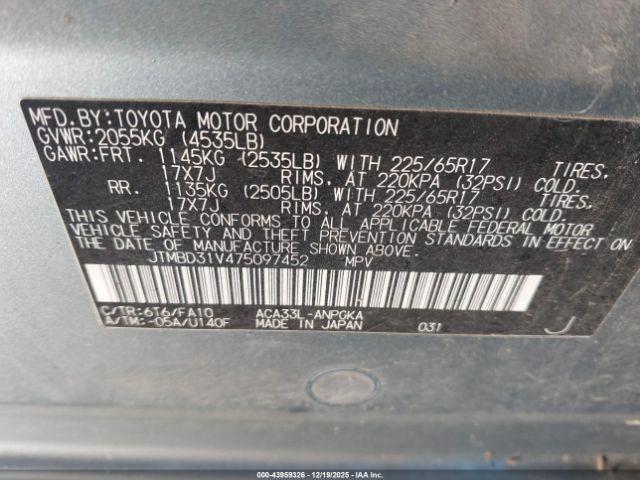 MFD.BY:TOYOTA MOTOR CORPORATION
GVWR:2055KG (4535LB)
GAWR:FRT. 1145KG (2535LB) WITH 225/65R17 TIRES,
17X7J RIMS, AT 220KPA (32PSI) COLD.
RR. 1135KG (2505LB) WITH 225/65R17 TIRES,
17X7J RIMS, AT 220KPA (32PSI) COLD.
THIS VEHICLE CONFORMS TO ALL APPLICABLE FEDERAL MOTOR
VEHICLE SAFETY AND THEFT PREVENTION STANDARDS IN EFFECT
ON THE DATE OF MANUFACTURE SHOWN ABOVE.
JTMBD31V475097452 MPV
C/TR:6T6/FA10 ACA33L-ANPGKA
A/TM:-05A/U140F MADE IN JAPAN 031 J
000-43959326 | 12/19/2025 - IAA Inc.